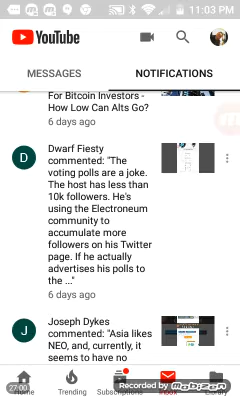 11:03 PM
YouTube
MESSAGES NOTIFICATIONS
For Bitcoin Investors -
How Low Can Alts Go?
6 days ago
D
Dwarf Fiesty
commented: "The
voting polls are a joke.
The host has less than
10k followers. He's
using the Electroneum
community to
accumulate more
followers on his Twitter
page. If he actually
advertises his polls to
the ..."
6 days ago
J
Joseph Dykes
commented: "Asia likes
NEO, and, currently, it
seems to have no
27:00
Home Trending Subscriptions Inbox Library
Recorded by mobizen